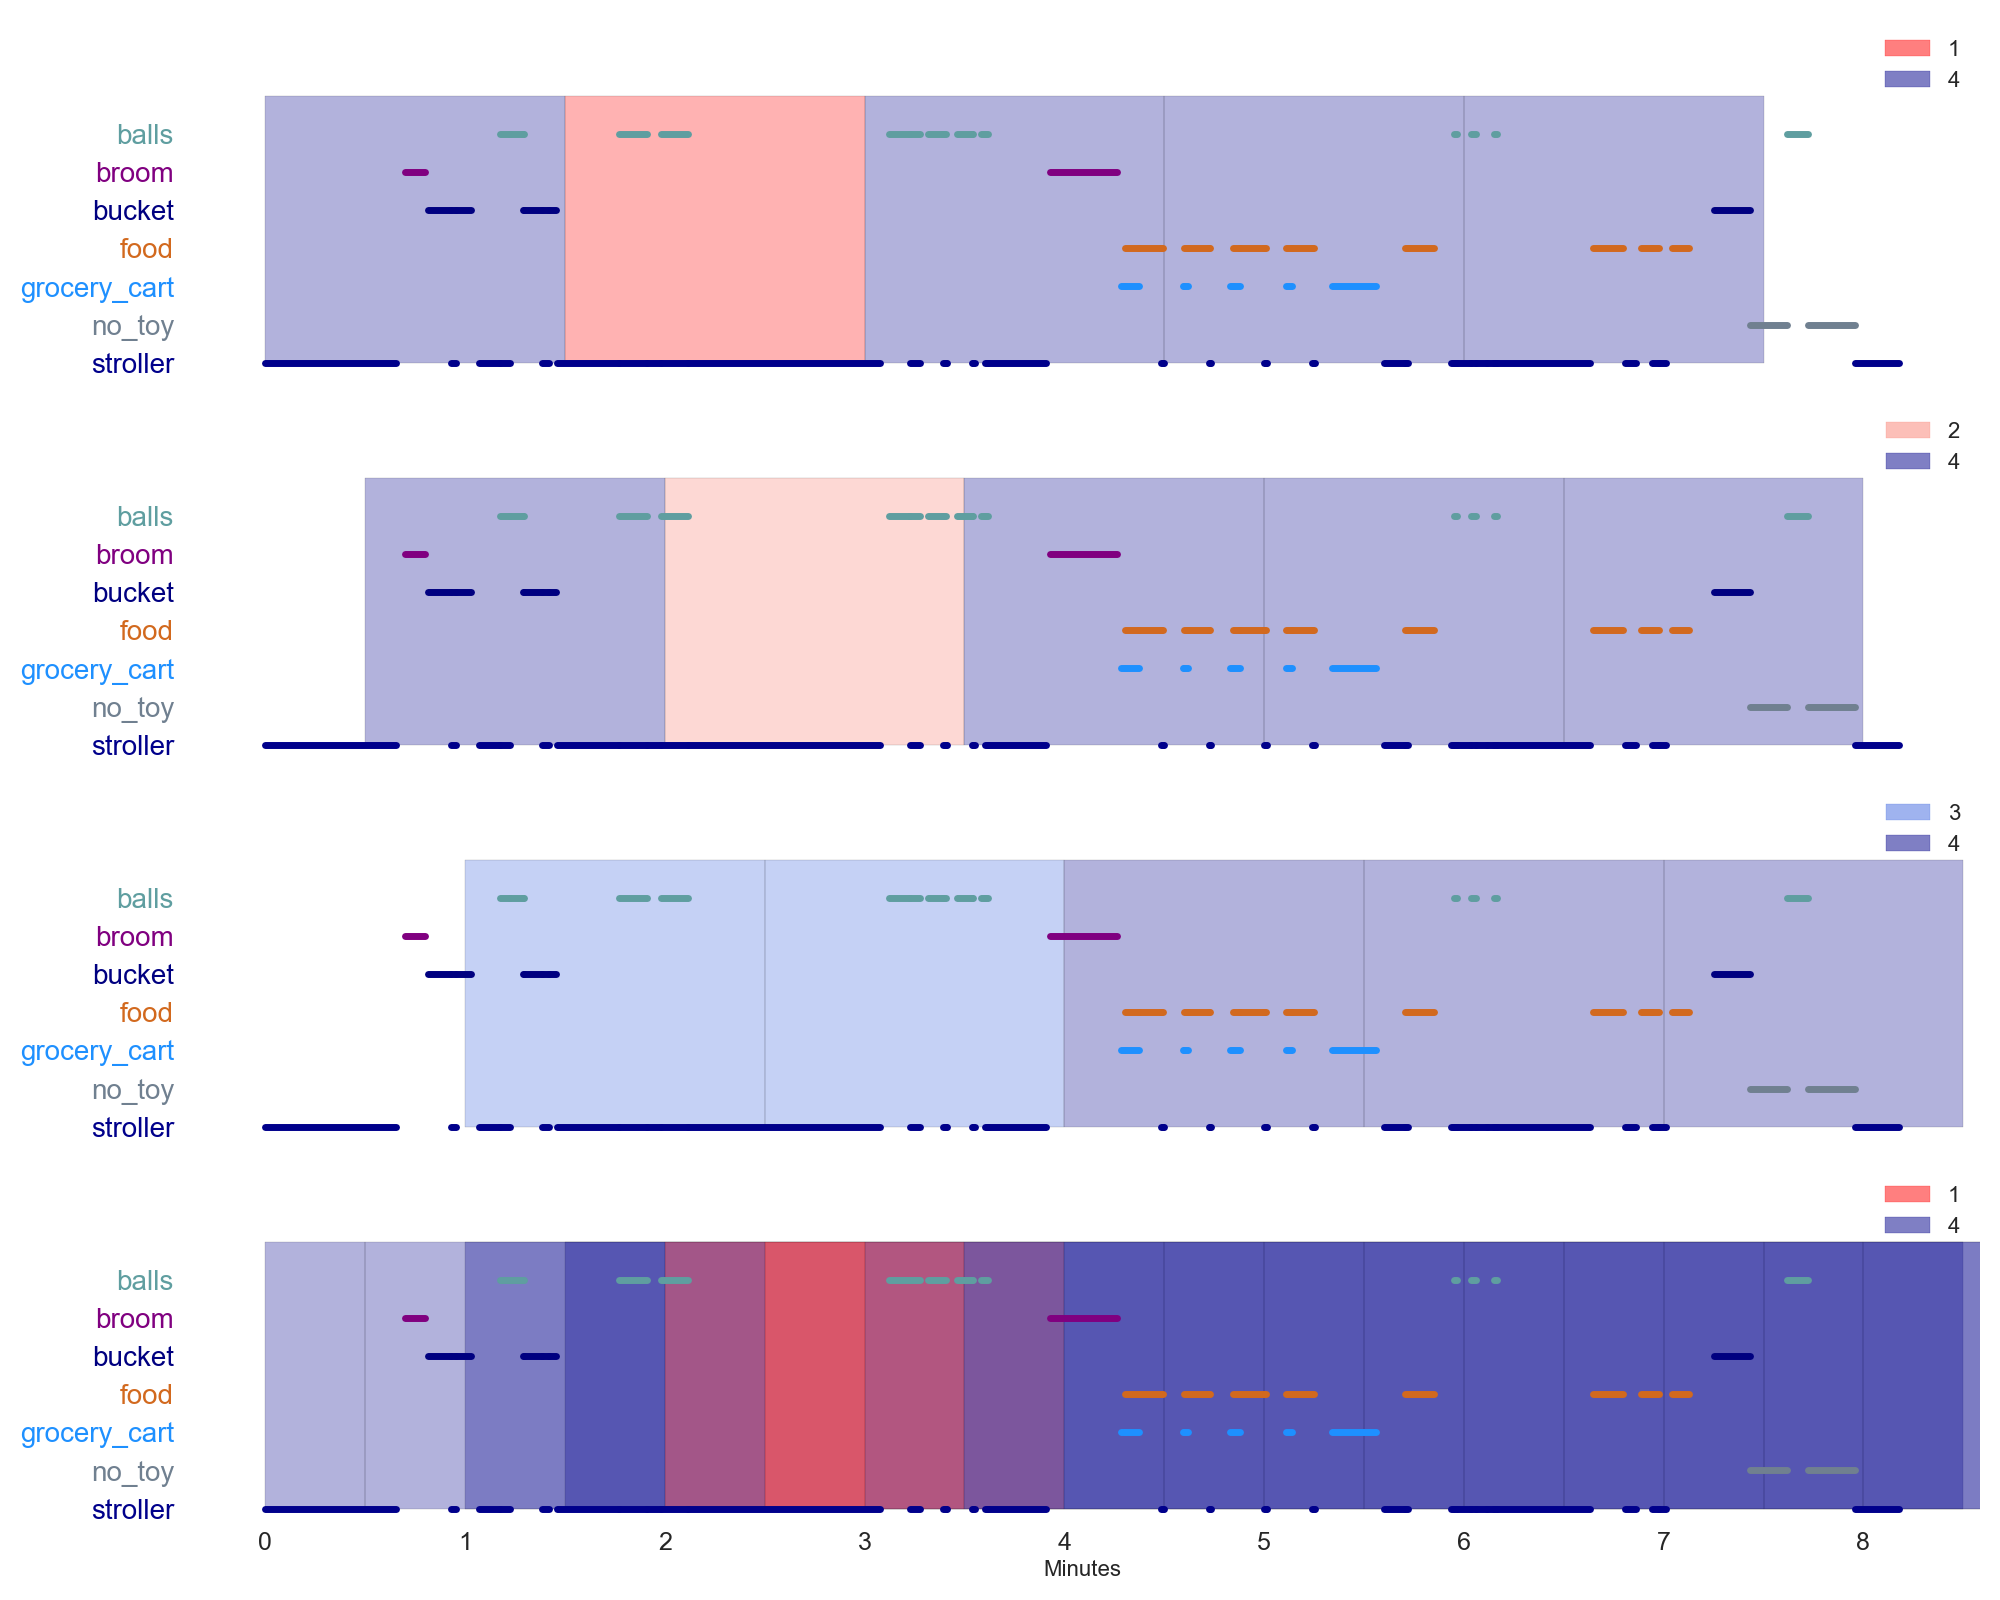 1
4
balls
broom
bucket
food
grocery_cart
no_toy
stroller
2
4
balls
broom
bucket
food
grocery_cart
no_toy
stroller
3
4
balls
broom
bucket
food
grocery_cart
no_toy
stroller
1
4
balls
broom
bucket
food
grocery_cart
no_toy
stroller
0 1 2 3 4 5 6 7 8
Minutes